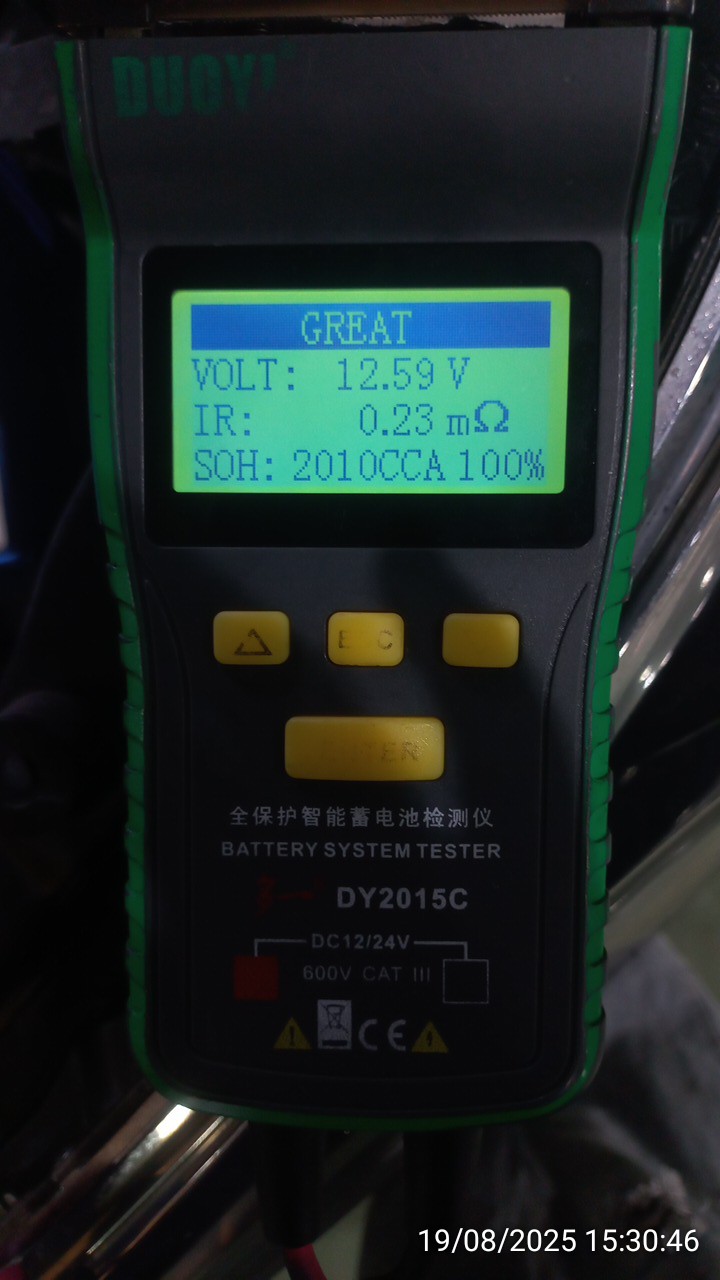 DUOYI
GREAT
VOLT: 12.59 V
IR: 0.23 mΩ
SOH: 2010CCA 100%
E C
TER
全保护智能蓄电池检测仪
BATTERY SYSTEM TESTER
DY2015C
DC12/24V
600V CAT III
CE
19/08/2025 15:30:46